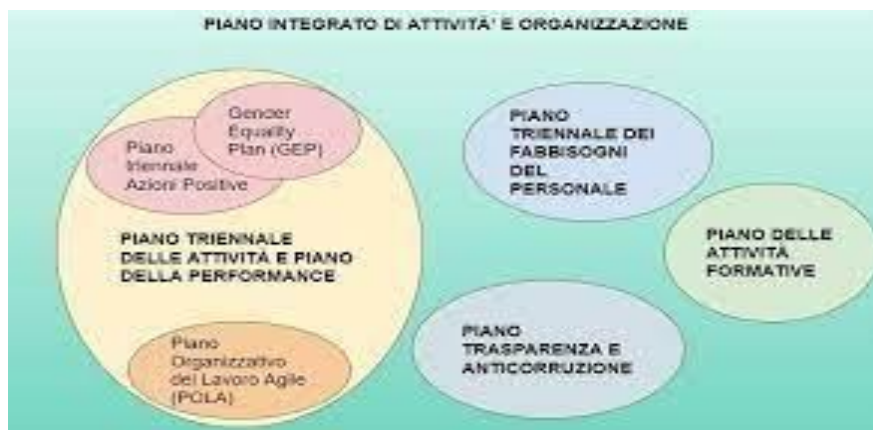 PIANO INTEGRATO DI ATTIVITÀ' E ORGANIZZAZIONE
Gender
Equality
Plan (GEP)
Piano
triennale
Azioni Positive
PIANO TRIENNALE
DELLE ATTIVITÀ E PIANO
DELLA PERFORMANCE
Piano
Organizzativo
del Lavoro Agile
(POLA)
PIANO
TRIENNALE DEI
FABBISOGNI
DEL
PERSONALE
PIANO DELLE
ATTIVITÀ
FORMATIVE
PIANO
TRASPARENZA E
ANTICORRUZIONE